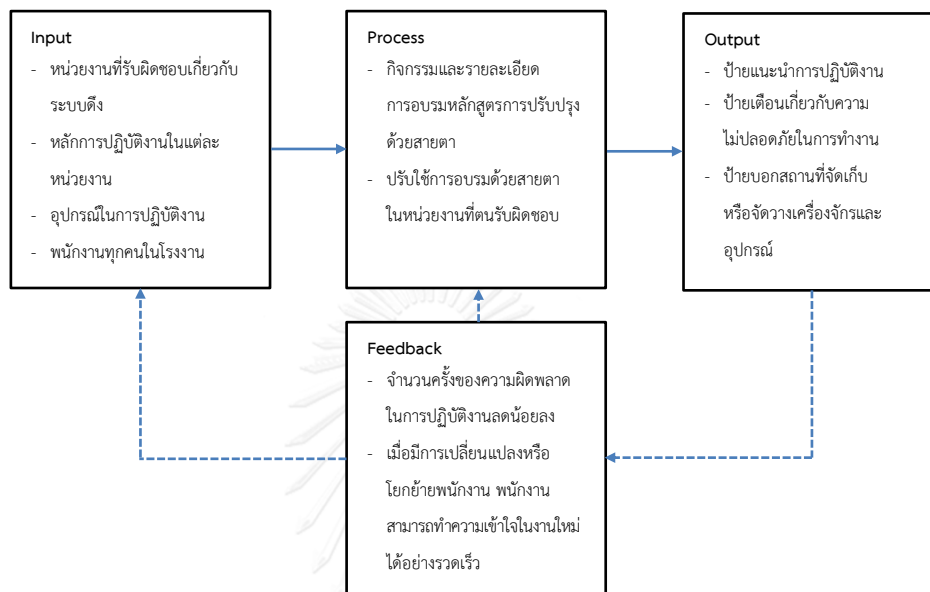 Input
- หน่วยงานที่รับผิดชอบเกี่ยวกับ
ระบบดึง
- หลักการปฏิบัติงานในแต่ละ
หน่วยงาน
- อุปกรณ์ในการปฏิบัติงาน
- พนักงานทุกคนในโรงงาน
Process
- กิจกรรมและรายละเอียด
การอบรมหลักสูตรการปรับปรุง
ด้วยสายตา
- ปรับใช้การอบรมด้วยสายตา
ในหน่วยงานที่ตนรับผิดชอบ
Output
- ป้ายแนะนำการปฏิบัติงาน
- ป้ายเตือนเกี่ยวกับความ
ไม่ปลอดภัยในการทำงาน
- ป้ายบอกสถานที่จัดเก็บ
หรือจัดวางเครื่องจักรและ
อุปกรณ์
Feedback
- จำนวนครั้งของความผิดพลาด
ในการปฏิบัติงานลดน้อยลง
- เมื่อมีการเปลี่ยนแปลงหรือ
โยกย้ายพนักงาน พนักงาน
สามารถทำความเข้าใจในงานใหม่
ได้อย่างรวดเร็ว